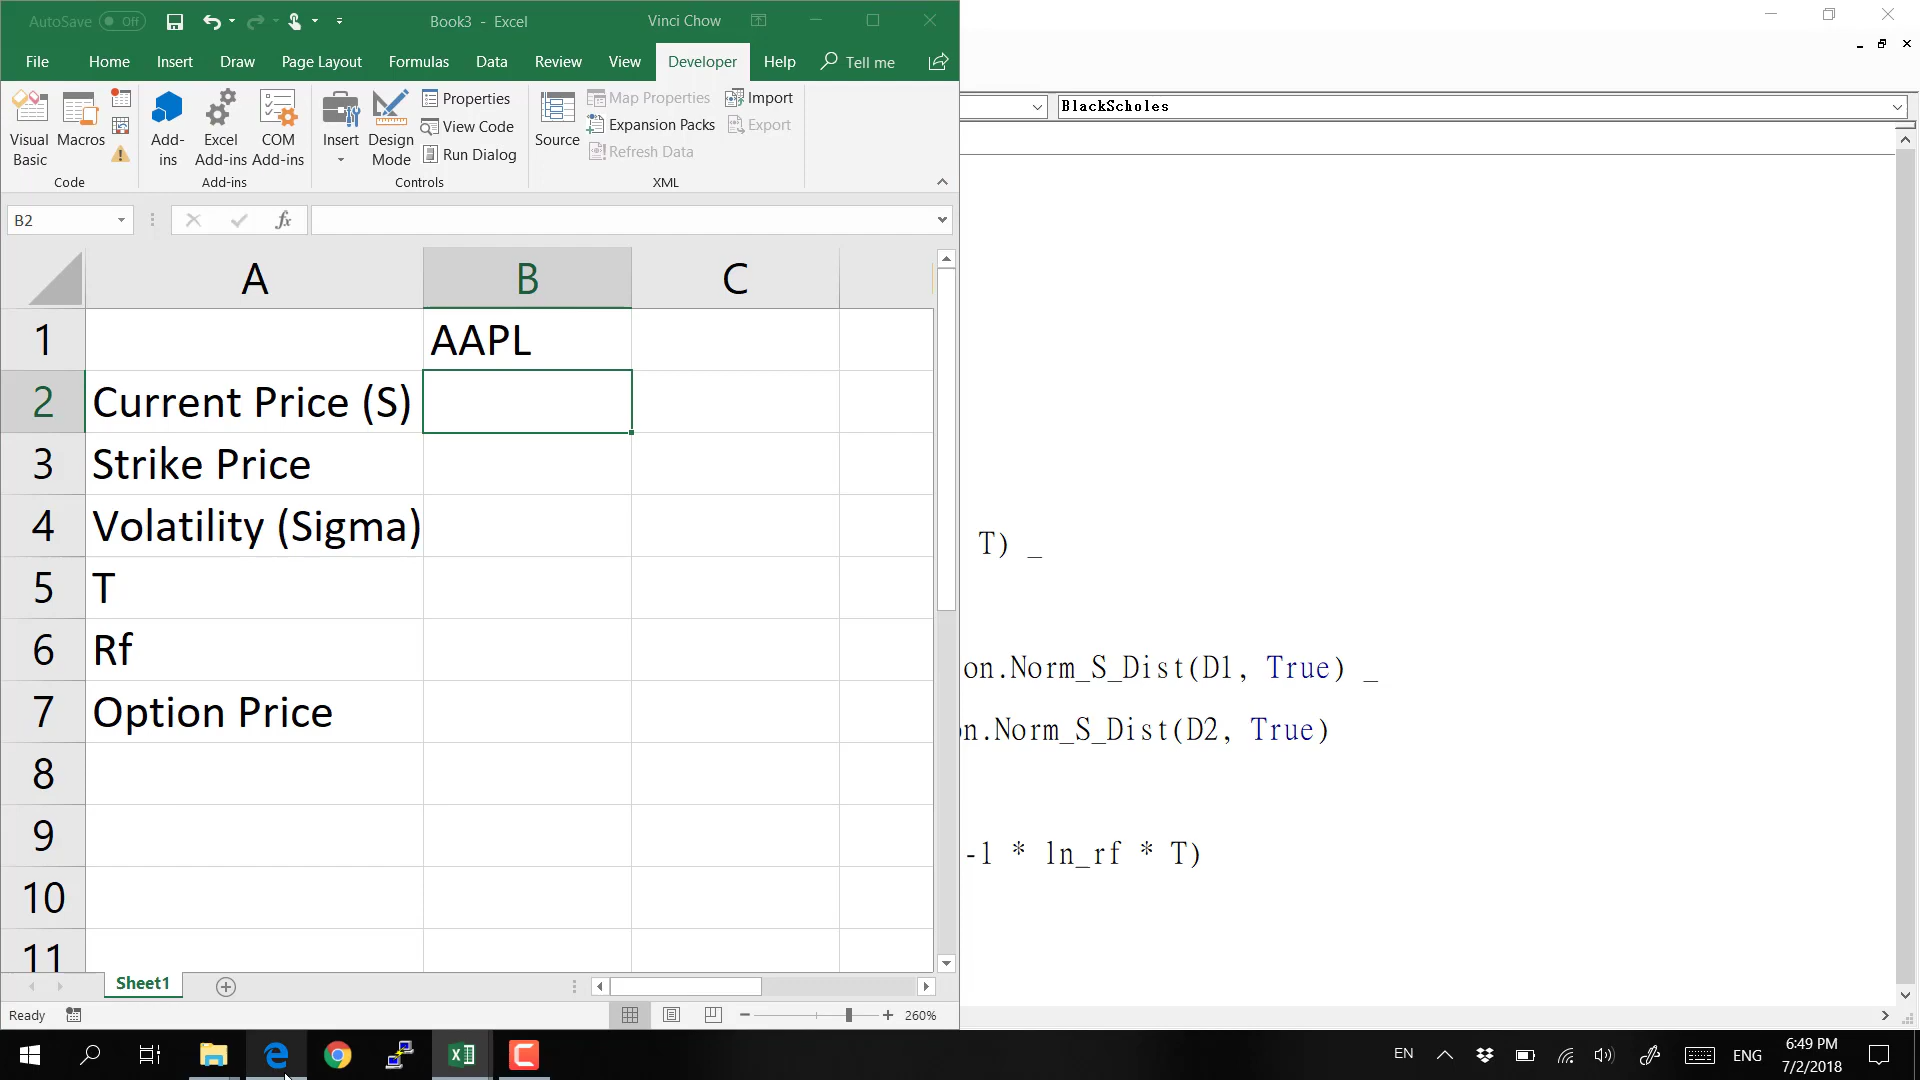 AutoSave Off
Book3 - Excel
Vinci Chow
File Home Insert Draw Page Layout Formulas Data Review View Developer Help Tell me
Visual Basic
Macros
Code
Add-ins
Excel Add-ins
COM Add-ins
Add-ins
Insert
Design Mode
Properties
View Code
Run Dialog
Controls
Source
Map Properties
Expansion Packs
Refresh Data
Import
Export
XML
BlackScholes
B2
fx
A B C
1 AAPL
2 Current Price (S)
3 Strike Price
4 Volatility (Sigma)
5 T
6 Rf
7 Option Price
8
9
10
11
T) _
on.Norm_S_Dist(D1, True) _
n.Norm_S_Dist(D2, True)
-1 * ln_rf * T)
Sheet1
Ready
260%
EN
ENG
6:49 PM
7/2/2018